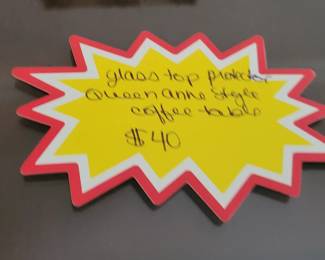 glass top protector
Queen anne style
coffee table
$40